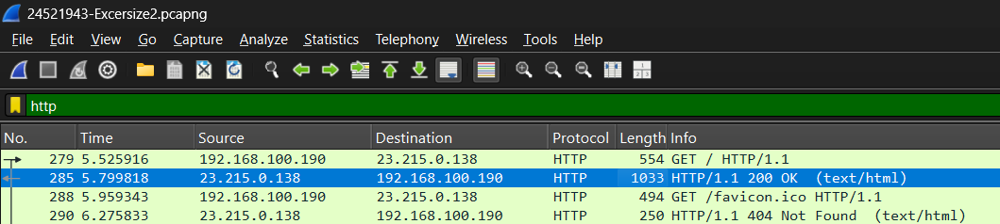 24521943-Excersize2.pcapng
File Edit View Go Capture Analyze Statistics Telephony Wireless Tools Help
http
No. Time Source Destination Protocol Length Info
279 5.525916 192.168.100.190 23.215.0.138 HTTP 554 GET / HTTP/1.1
285 5.799818 23.215.0.138 192.168.100.190 HTTP 1033 HTTP/1.1 200 OK (text/html)
288 5.959343 192.168.100.190 23.215.0.138 HTTP 494 GET /favicon.ico HTTP/1.1
290 6.275833 23.215.0.138 192.168.100.190 HTTP 250 HTTP/1.1 404 Not Found (text/html)